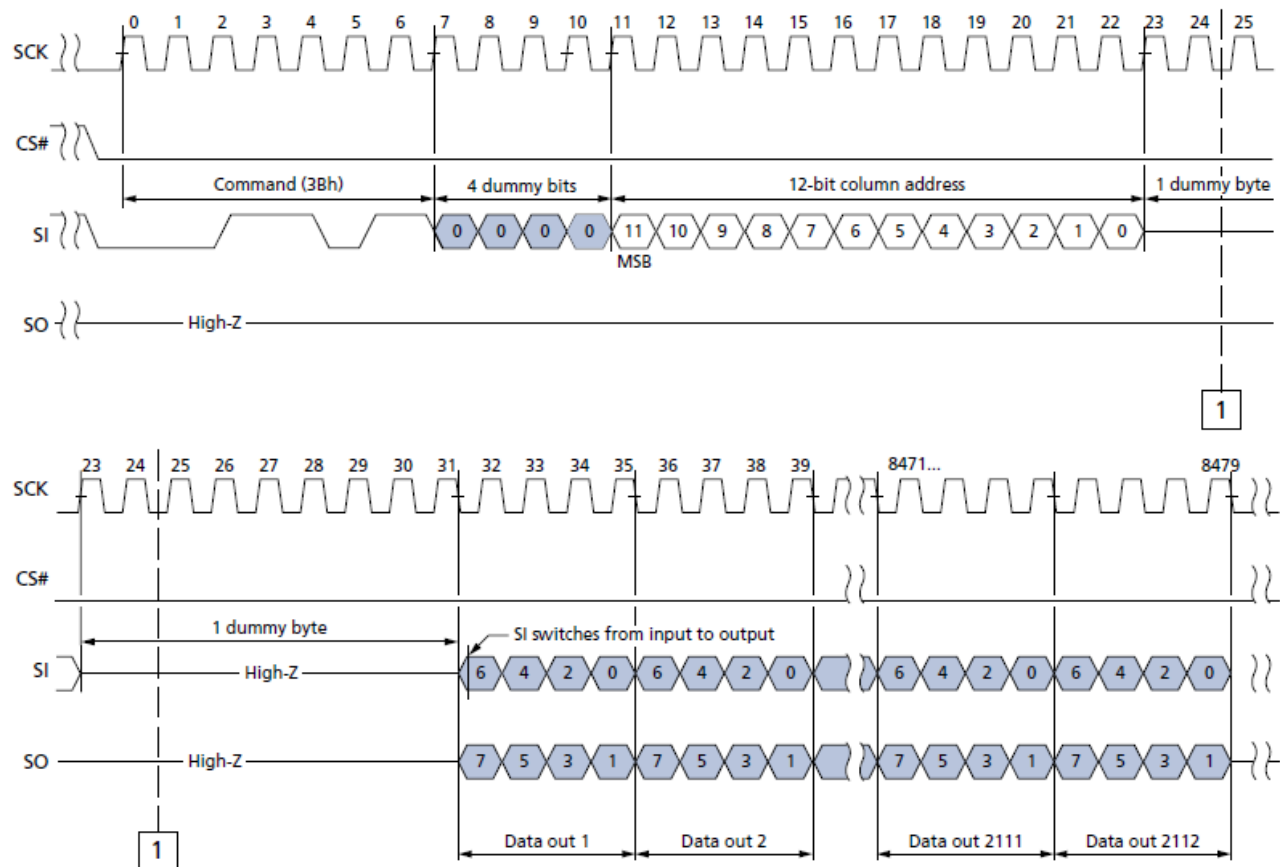 0 1 2 3 4 5 6 7 8 9 10 11 12 13 14 15 16 17 18 19 20 21 22 23 24 25
SCK
CS#
Command (3Bh) 4 dummy bits 12-bit column address 1 dummy byte
SI 0 0 0 0 11 10 9 8 7 6 5 4 3 2 1 0
MSB
SO High-Z
1
23 24 25 26 27 28 29 30 31 32 33 34 35 36 37 38 39 8471... 8479
SCK
CS#
1 dummy byte SI switches from input to output
SI High-Z 6 4 2 0 6 4 2 0 6 4 2 0 6 4 2 0
SO High-Z 7 5 3 1 7 5 3 1 7 5 3 1 7 5 3 1
1 Data out 1 Data out 2 Data out 2111 Data out 2112